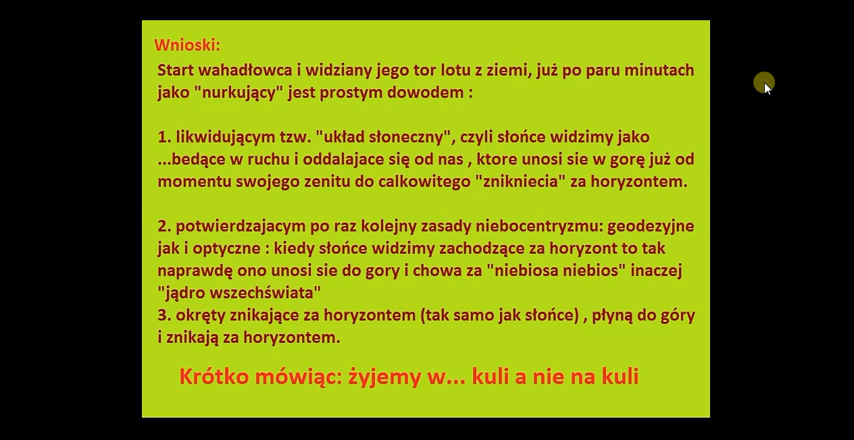 Wnioski:
Start wahadłowca i widziany jego tor lotu z ziemi, już po paru minutach
jako "nurkujący" jest prostym dowodem :
1. likwidującym tzw. "układ słoneczny", czyli słońce widzimy jako
...bedące w ruchu i oddalajace się od nas , ktore unosi sie w gorę już od
momentu swojego zenitu do calkowitego "znikniecia" za horyzontem.
2. potwierdzajacym po raz kolejny zasady niebocentryzmu: geodezyjne
jak i optyczne : kiedy słońce widzimy zachodzące za horyzont to tak
naprawdę ono unosi sie do gory i chowa za "niebiosa niebios" inaczej
"jądro wszechświata"
3. okręty znikające za horyzontem (tak samo jak słońce) , płyną do góry
i znikają za horyzontem.
Krótko mówiąc: żyjemy w... kuli a nie na kuli